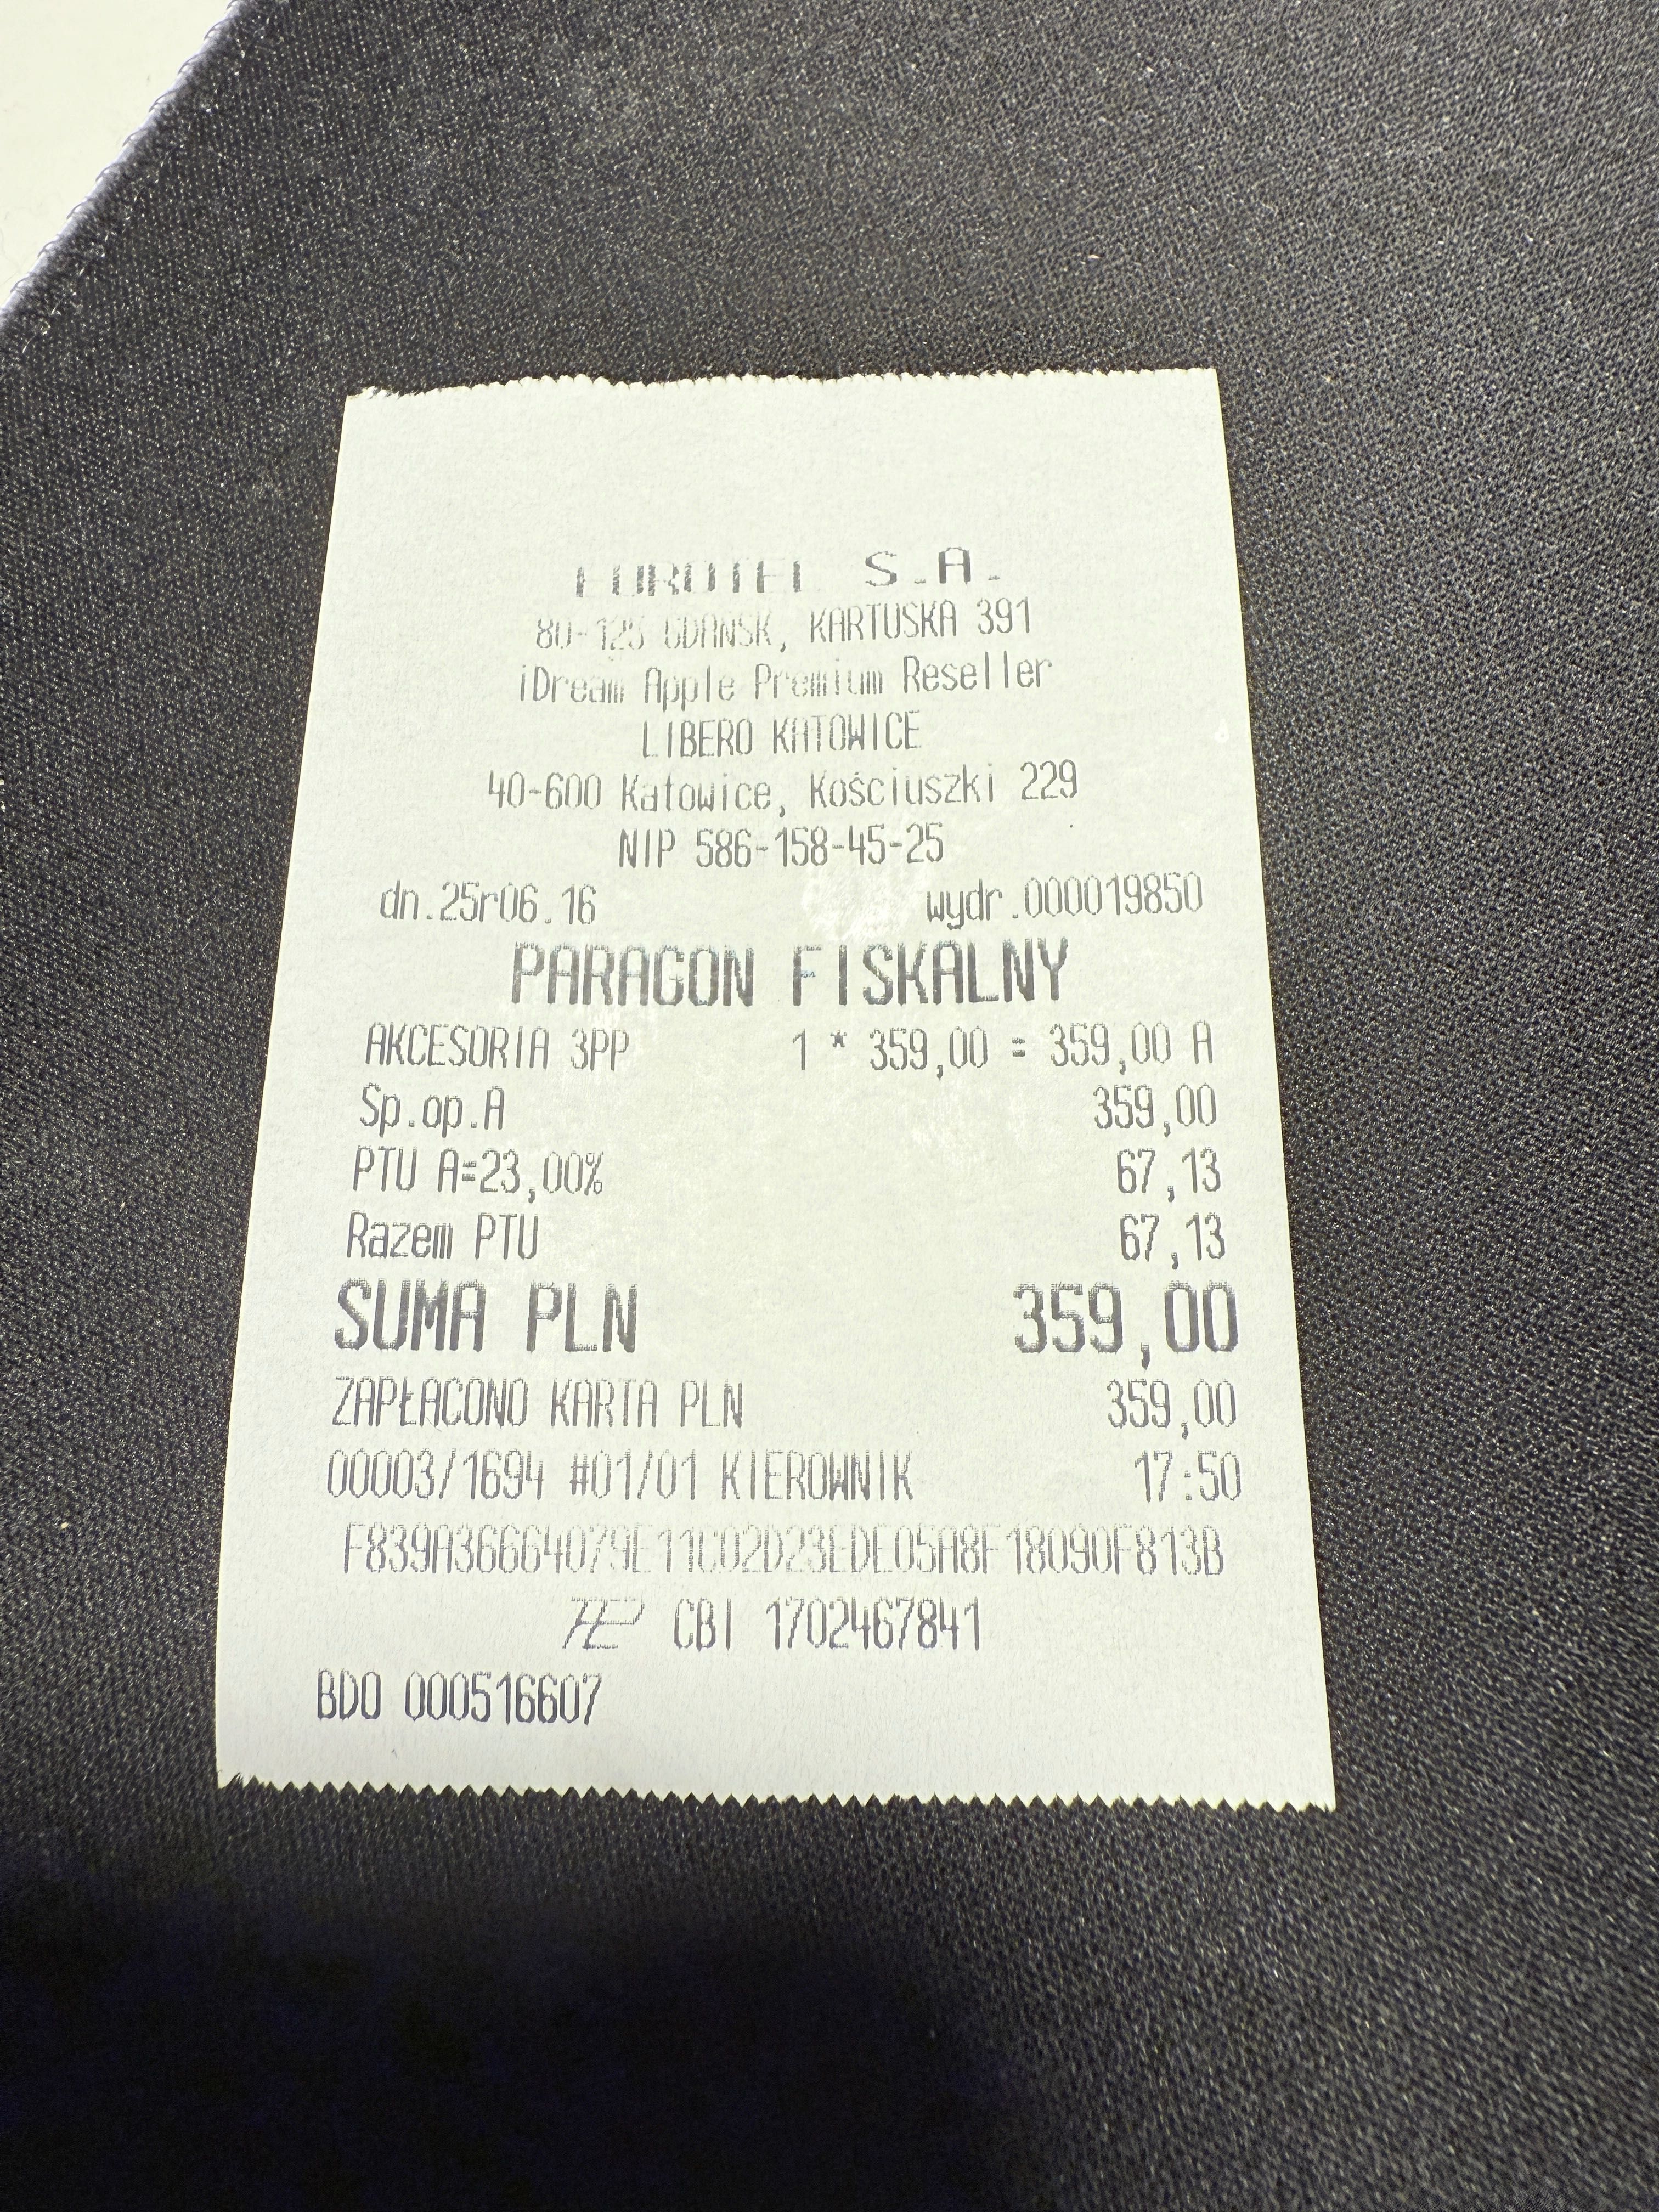 EUROTEL S.A.
80-125 GDAŃSK, KARTUSKA 391
iDream Apple Premium Reseller
LIBERO KATOWICE
40-600 Katowice, Kościuszki 229
NIP 586-158-45-25
dn.25r06.16 wydr.000019850
PARAGON FISKALNY
AKCESORIA 3PP 1 * 359,00 = 359,00 A
Sp.op.A 359,00
PTU A=23,00% 67,13
Razem PTU 67,13
SUMA PLN 359,00
ZAPŁACONO KARTA PLN 359,00
00003/1694 #01/01 KIEROWNIK 17:50
F839A36664079E11C02D23EDE05A8F18090F813B
CBI 1702467841
BDO 000516607